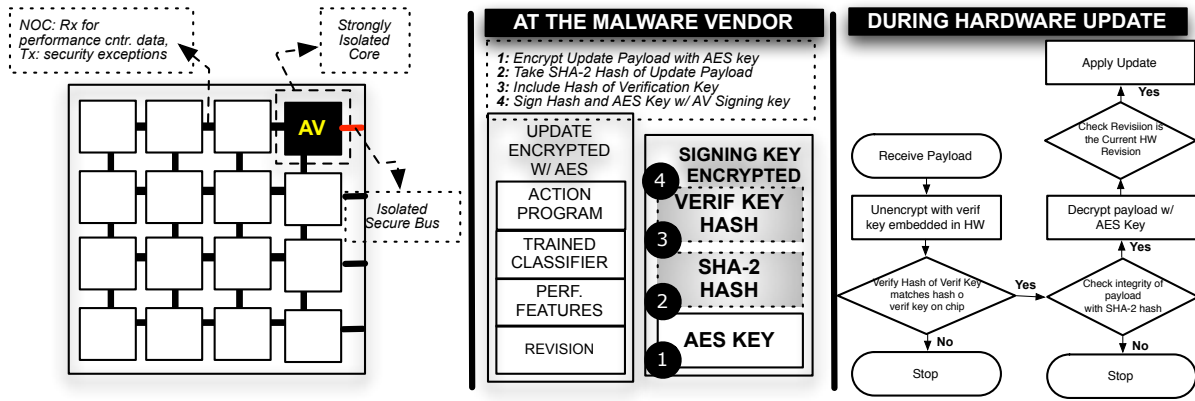 NOC: Rx for
performance cntr. data,
Tx: security exceptions
Strongly
Isolated
Core
AV
Isolated
Secure Bus
AT THE MALWARE VENDOR
1: Encrypt Update Payload with AES key
2: Take SHA-2 Hash of Update Payload
3: Include Hash of Verification Key
4: Sign Hash and AES Key w/ AV Signing key
UPDATE
ENCRYPTED
W/ AES
ACTION
PROGRAM
TRAINED
CLASSIFIER
PERF.
FEATURES
REVISION
SIGNING KEY
ENCRYPTED
4
VERIF KEY
HASH
3
SHA-2
HASH
2
AES KEY
1
DURING HARDWARE UPDATE
Receive Payload
Unencrypt with verif
key embedded in HW
Verify Hash of Verif Key
matches hash o
verif key on chip
Yes
No
Stop
Apply Update
Yes
Check Revisiion is
the Current HW
Revision
Decrypt payload w/
AES Key
Yes
Check integrity of
payload
with SHA-2 hash
No
Stop